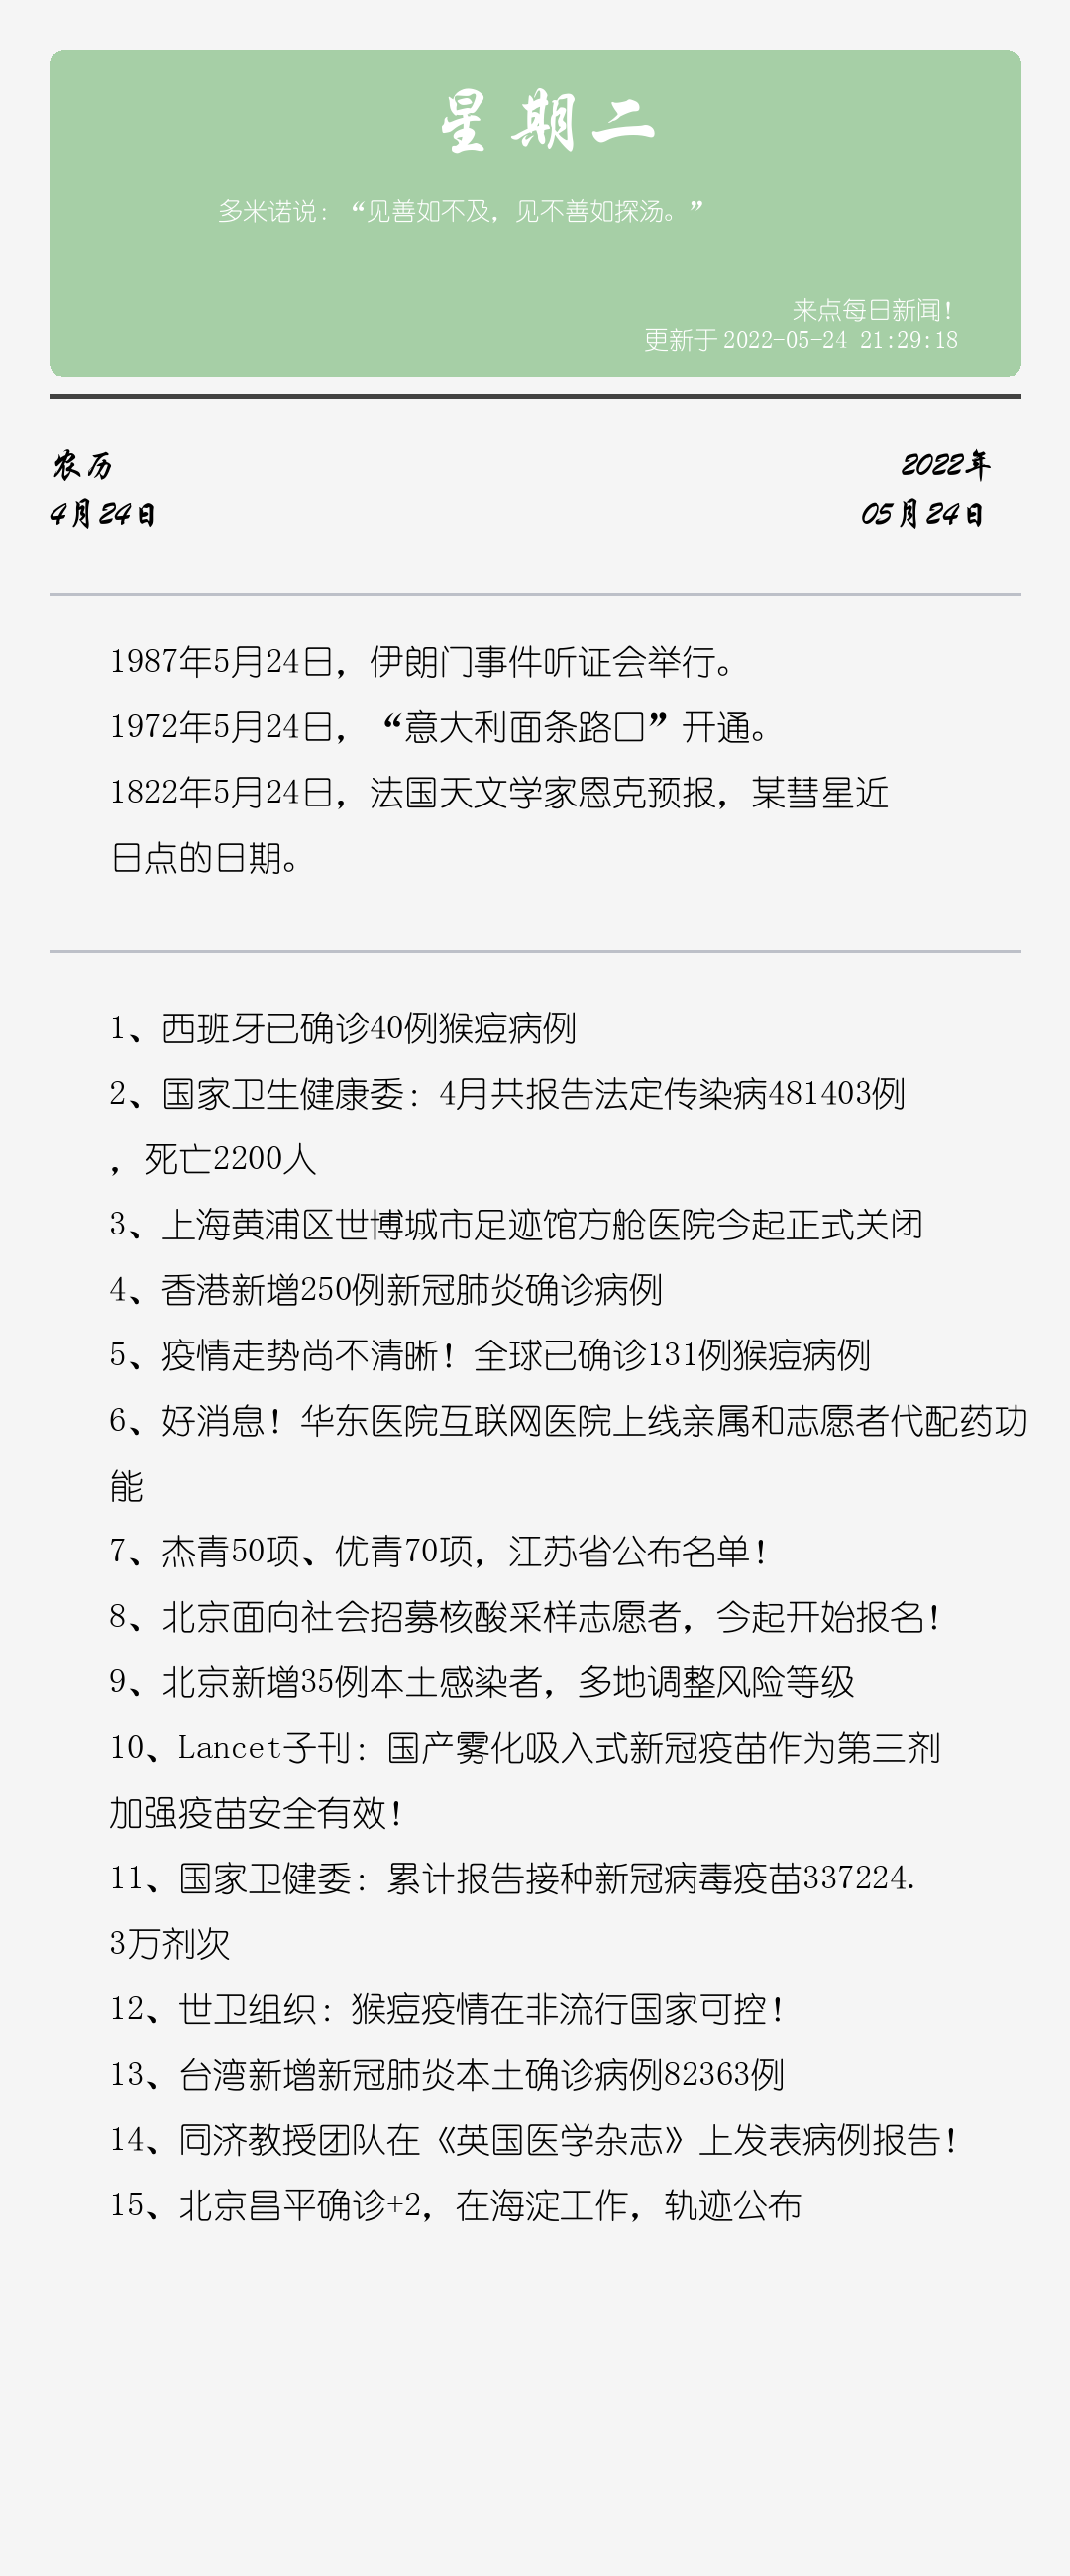 星期二
多米诺说：“见善如不及，见不善如探汤。”
来点每日新闻！
更新于 2022-05-24 21:29:18
农历
2022年
4月24日
05月24日
1987年5月24日，伊朗门事件听证会举行。
1972年5月24日，“意大利面条路口”开通。
1822年5月24日，法国天文学家恩克预报，某彗星近
日点的日期。
1、西班牙已确诊40例猴痘病例
2、国家卫生健康委：4月共报告法定传染病481403例
，死亡2200人
3、上海黄浦区世博城市足迹馆方舱医院今起正式关闭
4、香港新增250例新冠肺炎确诊病例
5、疫情走势尚不清晰！全球已确诊131例猴痘病例
6、好消息！华东医院互联网医院上线亲属和志愿者代配药功
能
7、杰青50项、优青70项，江苏省公布名单！
8、北京面向社会招募核酸采样志愿者，今起开始报名！
9、北京新增35例本土感染者，多地调整风险等级
10、Lancet子刊：国产雾化吸入式新冠疫苗作为第三剂
加强疫苗安全有效！
11、国家卫健委：累计报告接种新冠病毒疫苗337224.
3万剂次
12、世卫组织：猴痘疫情在非流行国家可控！
13、台湾新增新冠肺炎本土确诊病例82363例
14、同济教授团队在《英国医学杂志》上发表病例报告！
15、北京昌平确诊+2，在海淀工作，轨迹公布